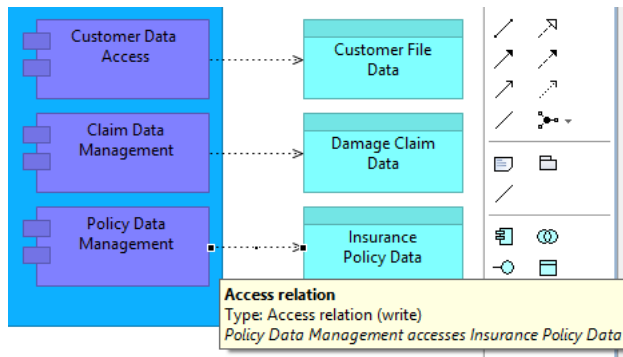 Customer Data
Access
Customer File
Data
Claim Data
Management
Damage Claim
Data
Policy Data
Management
Insurance
Policy Data
Access relation
Type: Access relation (write)
Policy Data Management accesses Insurance Policy Data